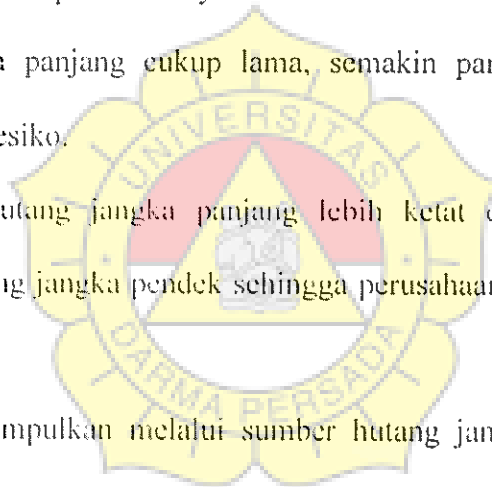 panjang cukup lama, semakin par
esiko.
utang jangka panjang lebih ketat
ng jangka pendek sehingga perusahaan
mpulkan melalui sumber hutang jan
UNIVERSITAS
DARMA PERSADA